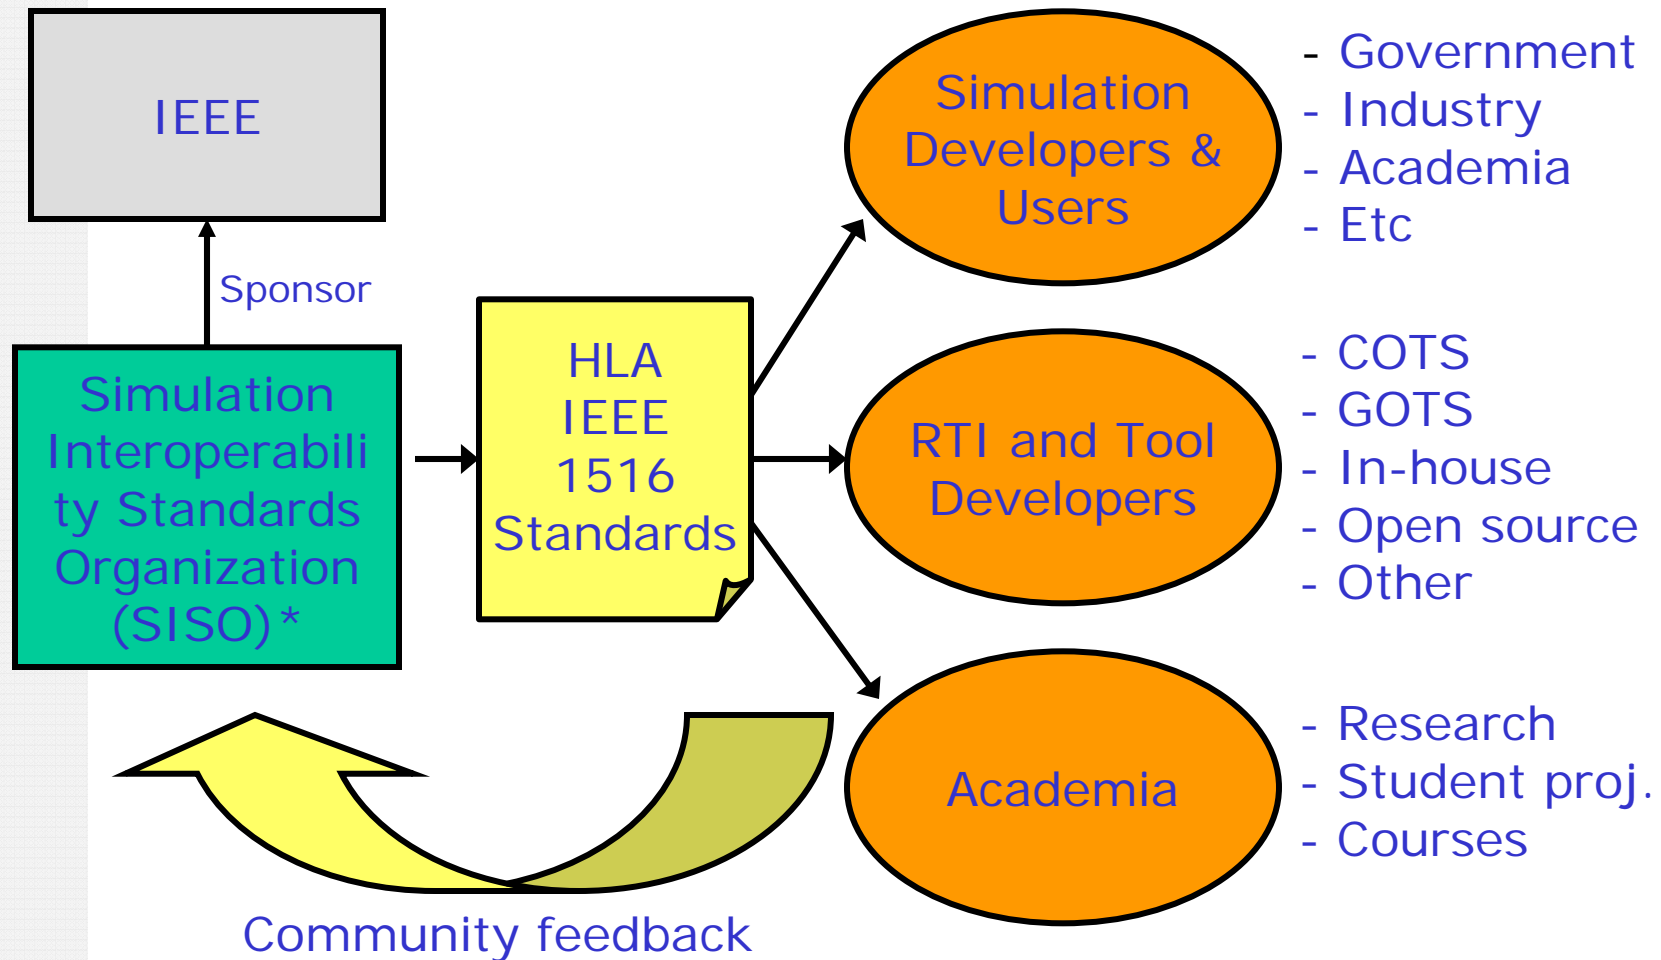 IEEE
Sponsor
Simulation
Interoperabili
ty Standards
Organization
(SISO)*
HLA
IEEE
1516
Standards
Simulation
Developers &
Users
- Government
- Industry
- Academia
- Etc
RTI and Tool
Developers
- COTS
- GOTS
- In-house
- Open source
- Other
Academia
- Research
- Student proj.
- Courses
Community feedback